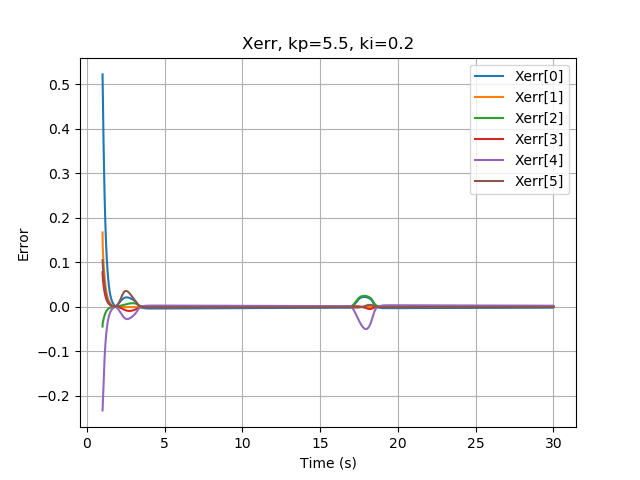 Xerr, kp=5.5, ki=0.2
Xerr[0]
Xerr[1]
Xerr[2]
Xerr[3]
Xerr[4]
Xerr[5]
Error
0.5
0.4
0.3
0.2
0.1
0.0
−0.1
−0.2
0 5 10 15 20 25 30
Time (s)